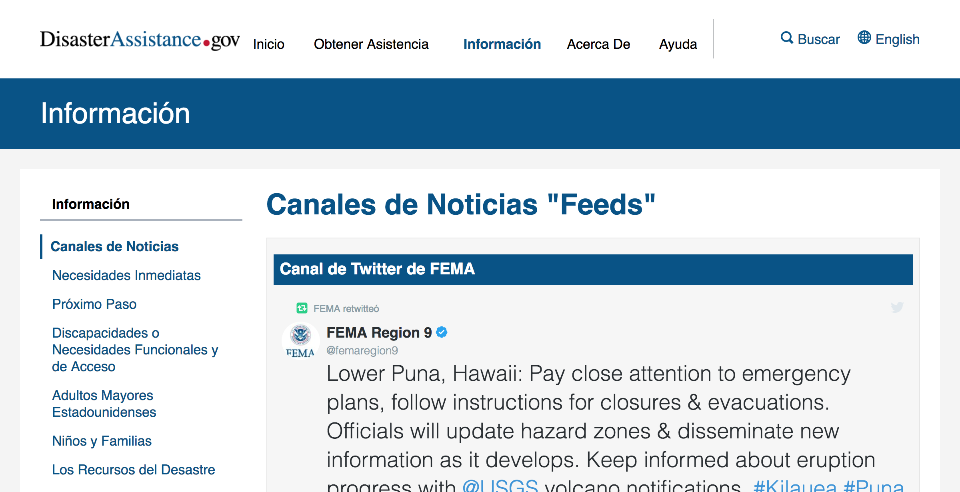 DisasterAssistance.gov
Inicio Obtener Asistencia Información Acerca De Ayuda
Buscar English
Información
Información
Canales de Noticias
Necesidades Inmediatas
Próximo Paso
Discapacidades o
Necesidades Funcionales y
de Acceso
Adultos Mayores
Estadounidenses
Niños y Familias
Los Recursos del Desastre
Canales de Noticias "Feeds"
Canal de Twitter de FEMA
FEMA retwitteó
FEMA
FEMA Region 9
@femaregion9
Lower Puna, Hawaii: Pay close attention to emergency
plans, follow instructions for closures & evacuations.
Officials will update hazard zones & disseminate new
information as it develops. Keep informed about eruption
progress with @USGS volcano notifications. #Kilauea #Puna